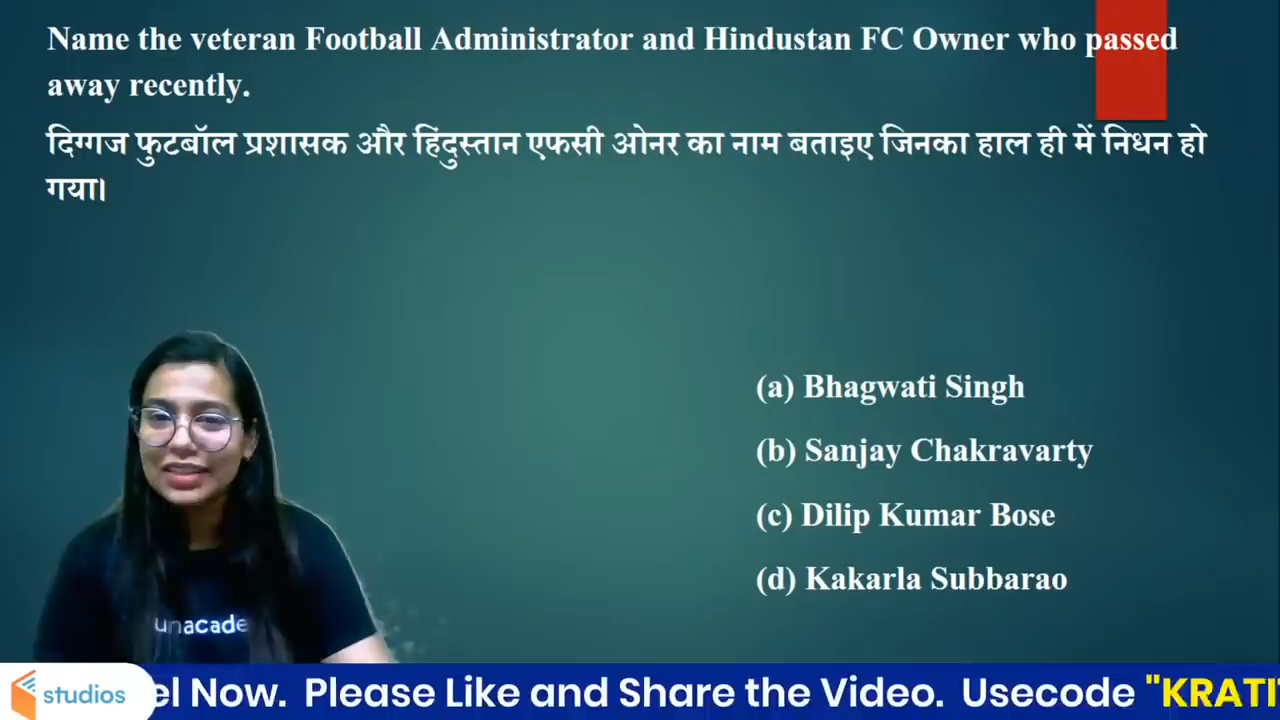 Name the veteran Football Administrator and Hindustan FC Owner who passed
away recently.
दिग्गज फुटबॉल प्रशासक और हिंदुस्तान एफसी ओनर का नाम बताइए जिनका हाल ही में निधन हो
गया।
(a) Bhagwati Singh
(b) Sanjay Chakravarty
(c) Dilip Kumar Bose
(d) Kakarla Subbarao
unacade
studios
el Now. Please Like and Share the Video. Usecode "KRATI